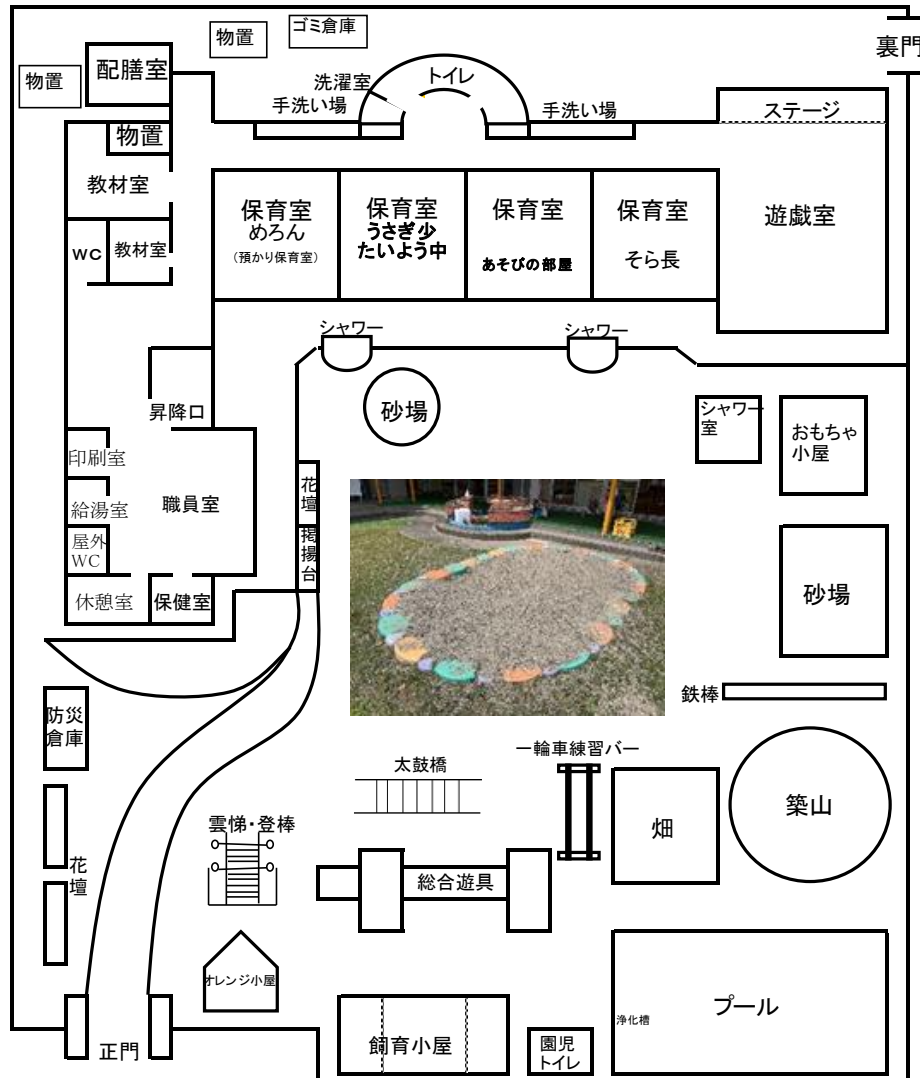 ゴミ倉庫
物置
裏門
配膳室
物置
トイレ
洗濯室
手洗い場
手洗い場
ステージ
物置
教材室
保育室
めろん
（預かり保育室）
保育室
うさぎ少
たいよう中
保育室
あそびの部屋
保育室
そら長
遊戯室
WC
教材室
シャワー
シャワー
昇降口
砂場
シャワー
室
おもちゃ
小屋
印刷室
給湯室
職員室
花壇
屋外
WC
掲揚台
休憩室
保健室
砂場
鉄棒
防災
倉庫
太鼓橋
一輪車練習バー
築山
畑
雲悌・登棒
花壇
総合遊具
オレンジ小屋
プール
浄化槽
正門
飼育小屋
園児
トイレ